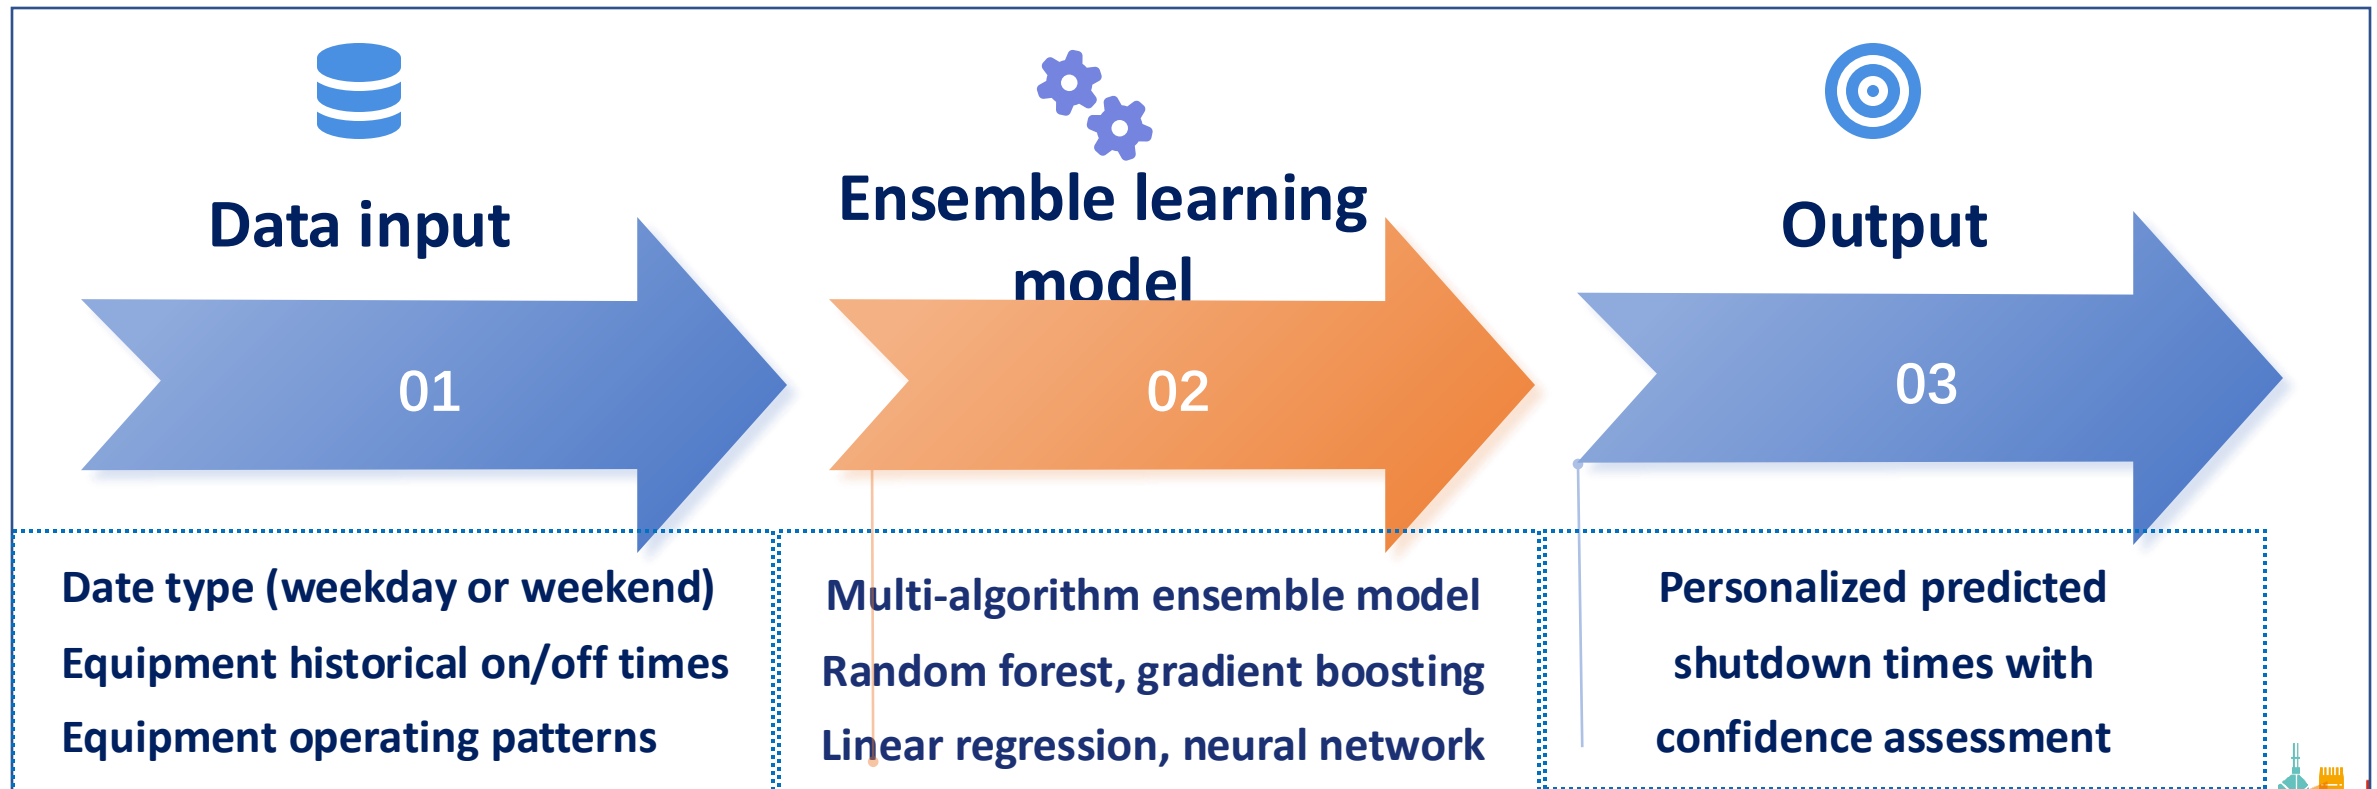 Data input
01
Date type (weekday or weekend)
Equipment historical on/off times
Equipment operating patterns
Ensemble learning
model
02
Multi-algorithm ensemble model
Random forest, gradient boosting
Linear regression, neural network
Output
03
Personalized predicted
shutdown times with
confidence assessment